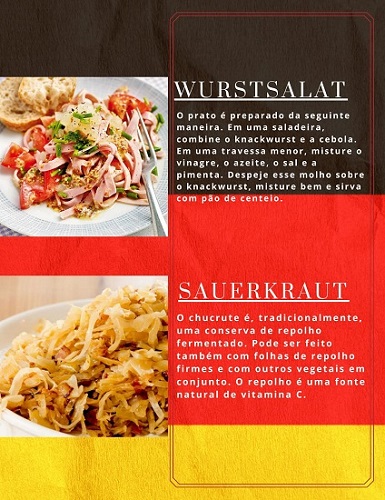 WURSTSALAT
O prato é preparado da seguinte
maneira. Em uma saladeira,
combine o knackwurst e a cebola.
Em uma travessa menor, misture o
vinagre, o azeite, o sal e a
pimenta. Despeje esse molho sobre
o knackwurst, misture bem e sirva
com pão de centeio.
SAUERKRAUT
O chucrute é, tradicionalmente,
uma conserva de repolho
fermentado. Pode ser feito
também com folhas de repolho
firmes e com outros vegetais em
conjunto. O repolho é uma fonte
natural de vitamina C.